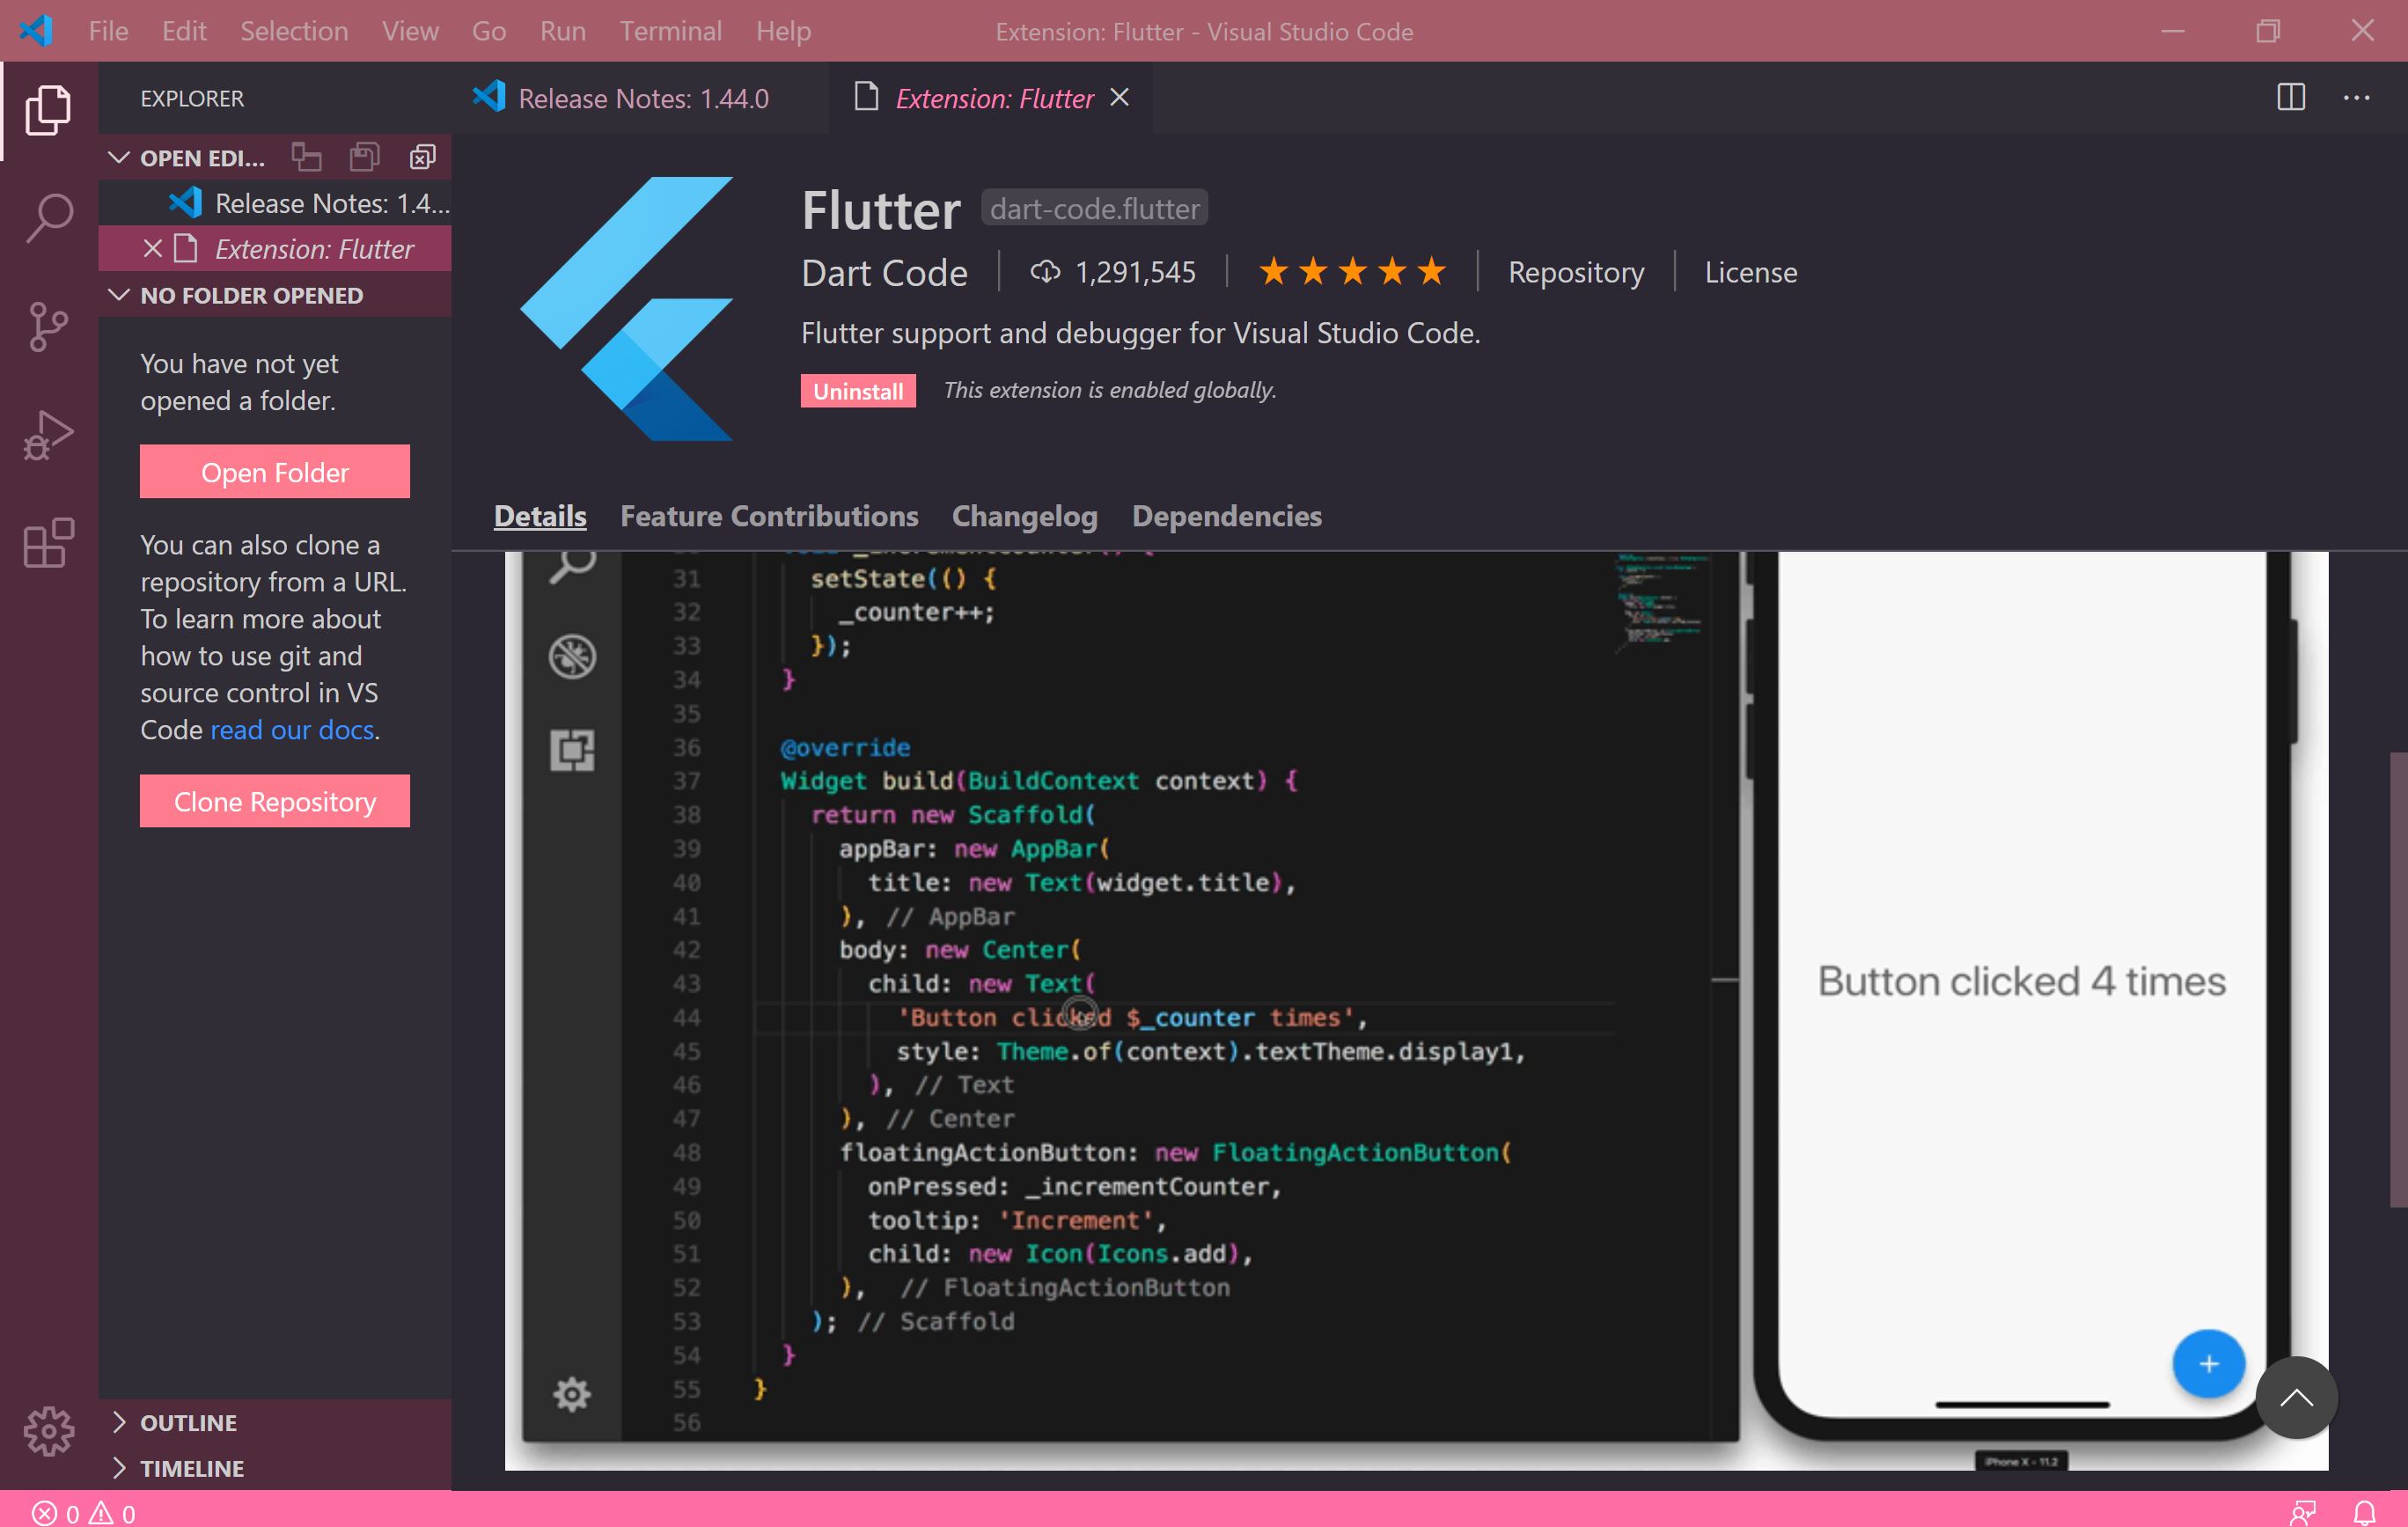 File Edit Selection View Go Run Terminal Help
Extension: Flutter - Visual Studio Code
EXPLORER
OPEN EDI...
Release Notes: 1.4...
Extension: Flutter
NO FOLDER OPENED
You have not yet
opened a folder.
Open Folder
You can also clone a
repository from a URL.
To learn more about
how to use git and
source control in VS
Code read our docs.
Clone Repository
OUTLINE
TIMELINE
Release Notes: 1.44.0
Extension: Flutter
Flutter dart-code.flutter
Dart Code 1,291,545 Repository License
Flutter support and debugger for Visual Studio Code.
Uninstall This extension is enabled globally.
Details Feature Contributions Changelog Dependencies
31 setState(() {
32 _counter++;
33 });
34 }
35
36 @override
37 Widget build(BuildContext context) {
38 return new Scaffold(
39 appBar: new AppBar(
40 title: new Text(widget.title),
41 ), // AppBar
42 body: new Center(
43 child: new Text(
44 'Button clicked $_counter times',
45 style: Theme.of(context).textTheme.display1,
46 ), // Text
47 ), // Center
48 floatingActionButton: new FloatingActionButton(
49 onPressed: _incrementCounter,
50 tooltip: 'Increment',
51 child: new Icon(Icons.add),
52 ), // FloatingActionButton
53 ); // Scaffold
54 }
55 }
56
Button clicked 4 times
+
iPhone X - 11.2
0 0